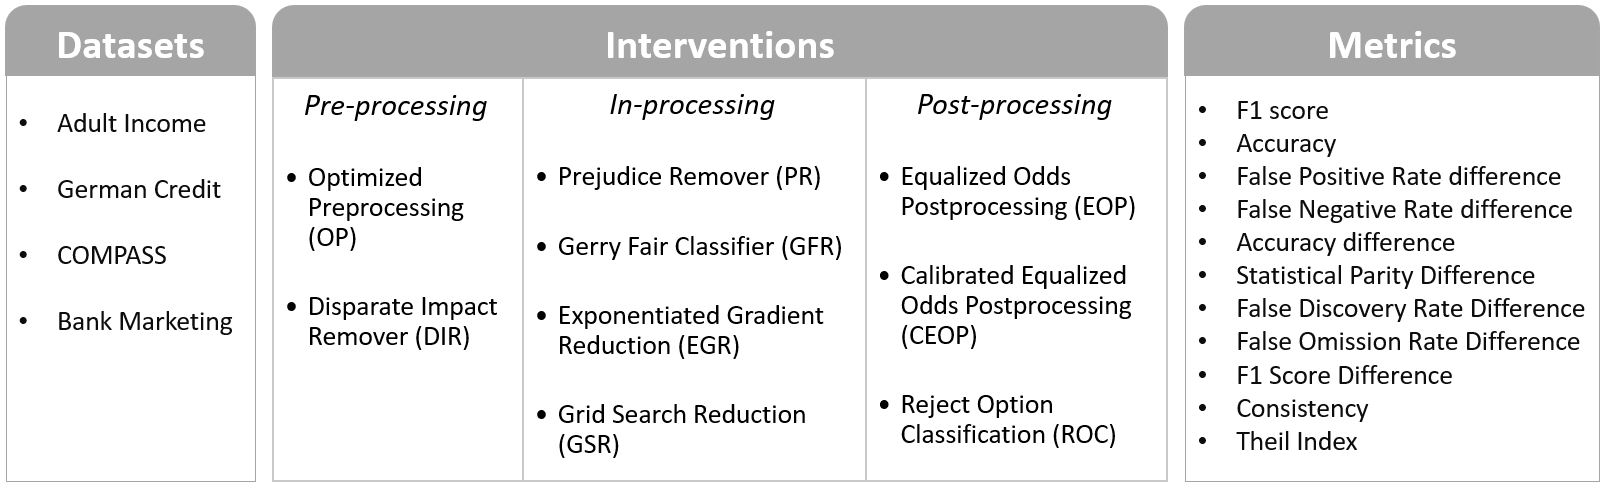 Datasets
• Adult Income
• German Credit
• COMPASS
• Bank Marketing
Interventions
Pre-processing
• Optimized
Preprocessing
(OP)
• Disparate Impact
Remover (DIR)
In-processing
• Prejudice Remover (PR)
• Gerry Fair Classifier (GFR)
• Exponentiated Gradient
Reduction (EGR)
• Grid Search Reduction
(GSR)
Post-processing
• Equalized Odds
Postprocessing (EOP)
• Calibrated Equalized
Odds Postprocessing
(CEOP)
• Reject Option
Classification (ROC)
Metrics
• F1 score
• Accuracy
• False Positive Rate difference
• False Negative Rate difference
• Accuracy difference
• Statistical Parity Difference
• False Discovery Rate Difference
• False Omission Rate Difference
• F1 Score Difference
• Consistency
• Theil Index